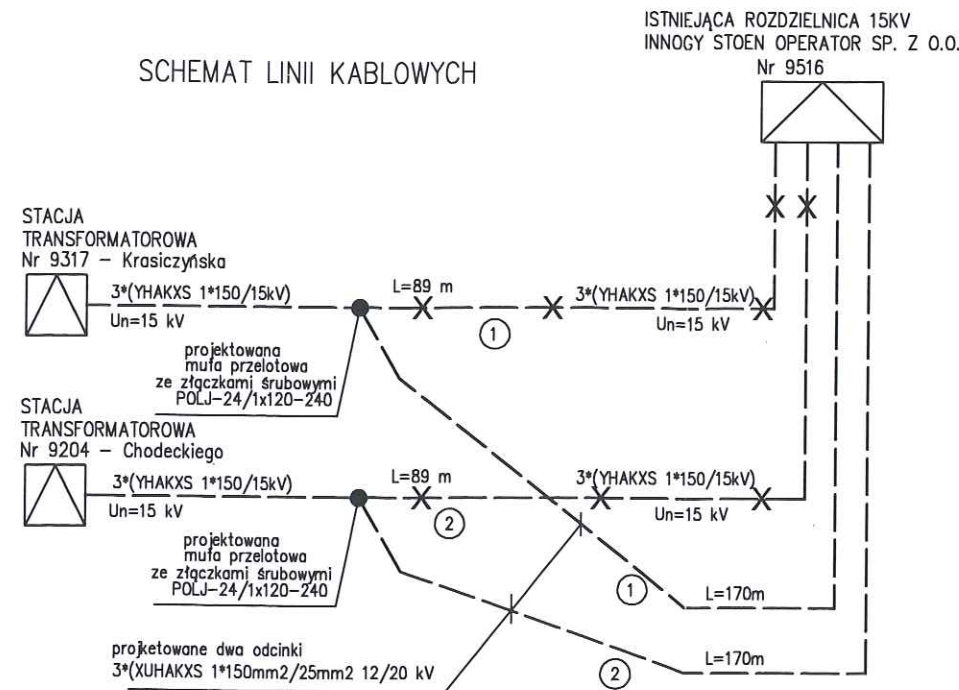 ISTNIEJĄCA ROZDZIELNICA 15KV
INNOGY STOEN OPERATOR SP. Z O.O.
Nr 9516
SCHEMAT LINII KABLOWYCH
STACJA
TRANSFORMATOROWA
Nr 9317 – Krasiczyńska
3*(YHAKXS 1*150/15kV)
Un=15 kV
L=89 m
1
3*(YHAKXS 1*150/15kV)
Un=15 kV
projektowana
mufa przelotowa
ze złączkami śrubowymi
POLJ-24/1x120-240
STACJA
TRANSFORMATOROWA
Nr 9204 – Chodeckiego
3*(YHAKXS 1*150/15kV)
Un=15 kV
L=89 m
2
3*(YHAKXS 1*150/15kV)
Un=15 kV
projektowana
mufa przelotowa
ze złączkami śrubowymi
POLJ-24/1x120-240
1
L=170m
projketowane dwa odcinki
3*(XUHAKXS 1*150mm2/25mm2 12/20 kV
2
L=170m